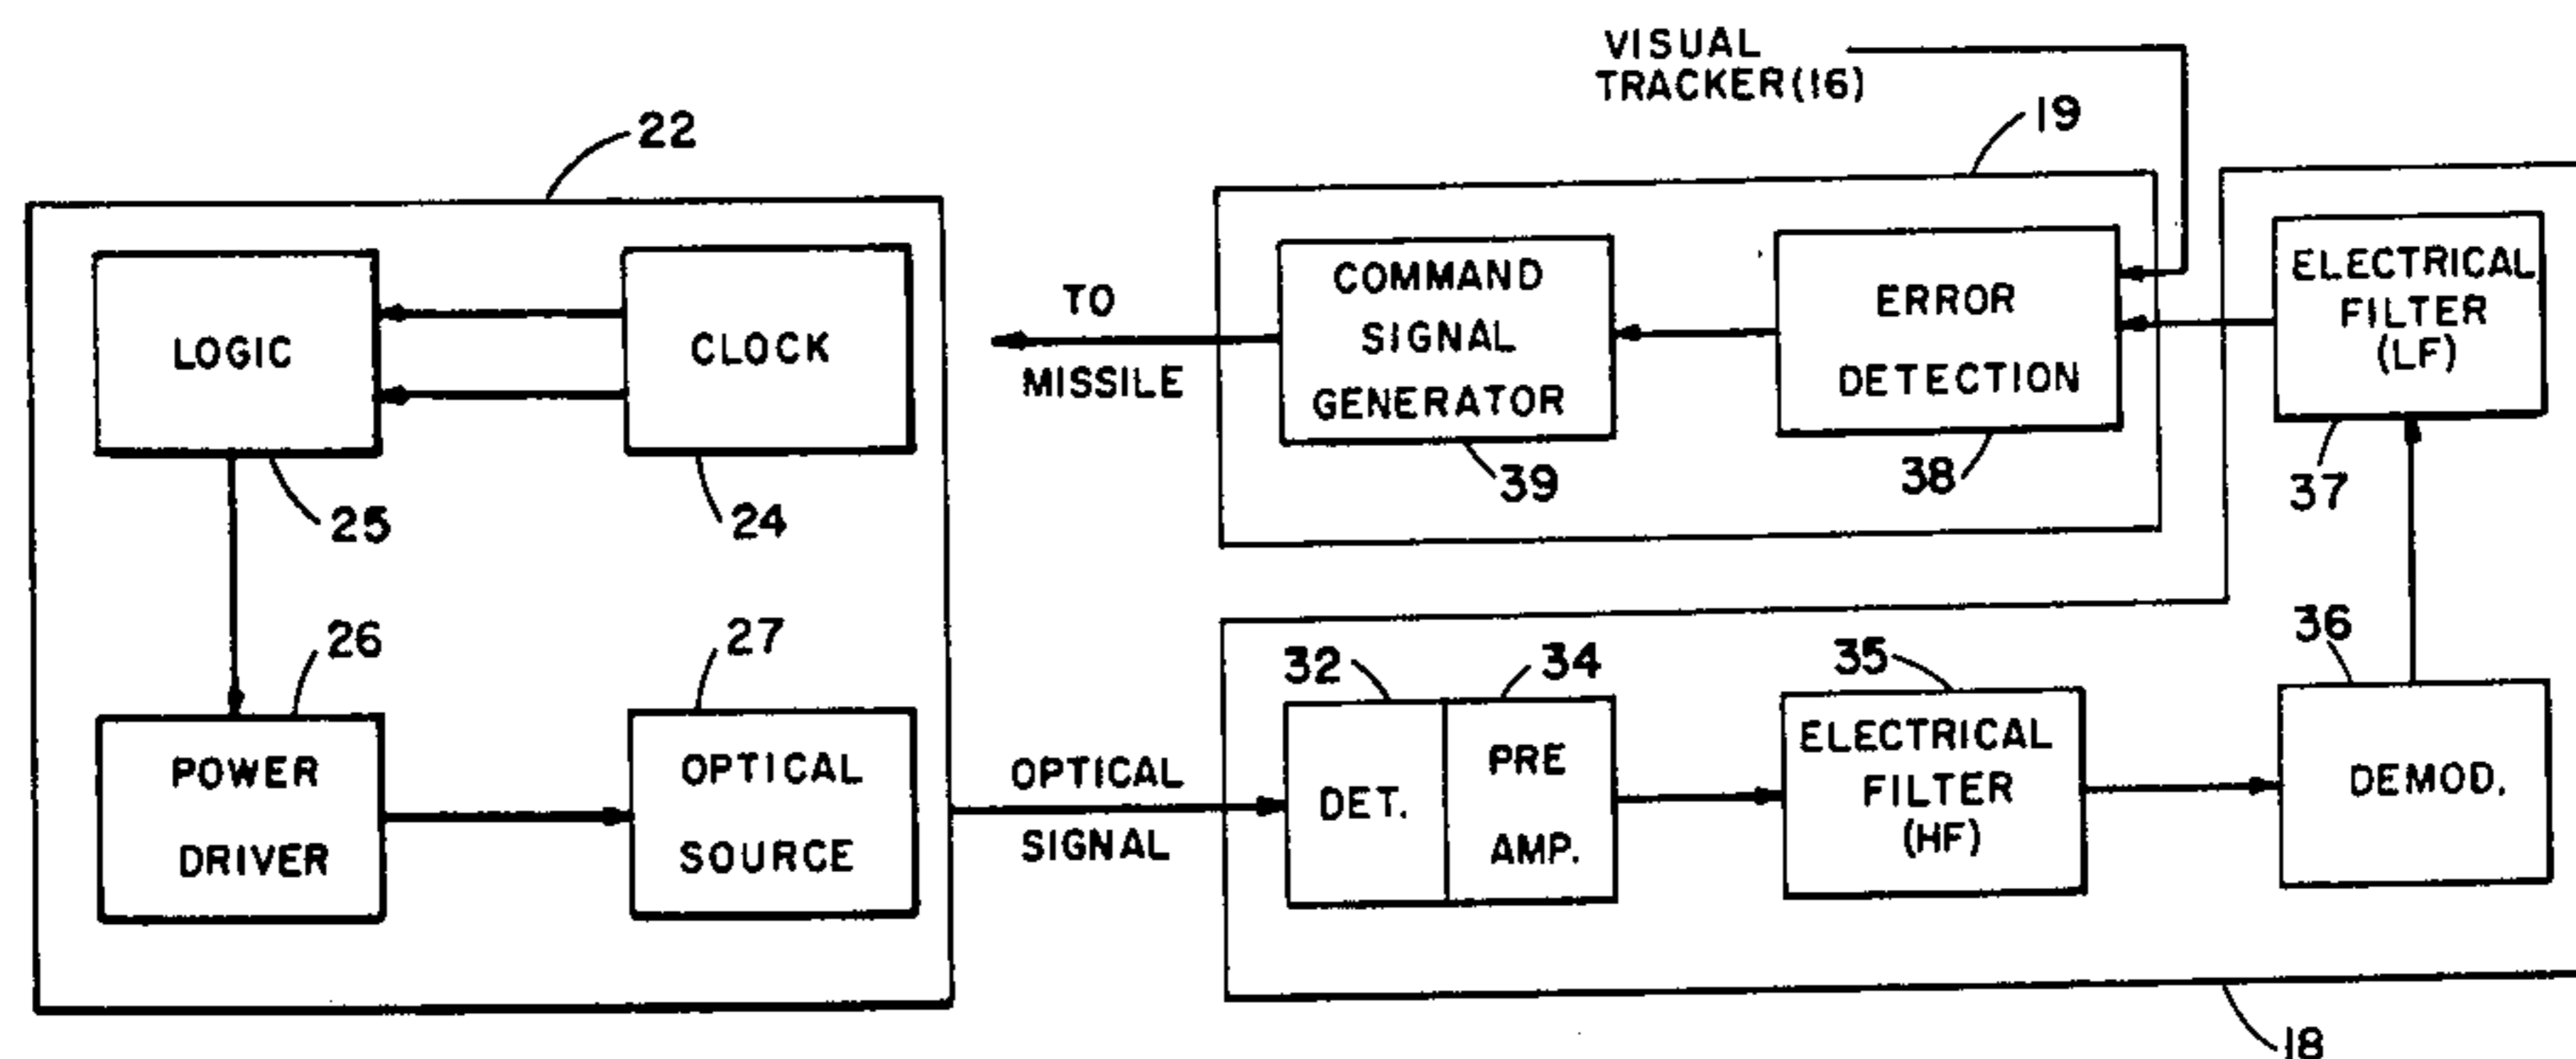 VISUAL
TRACKER(16)
22
19
LOGIC
CLOCK
25
24
TO
MISSILE
COMMAND
SIGNAL
GENERATOR
39
ERROR
DETECTION
38
ELECTRICAL
FILTER
(LF)
37
26
27
POWER
DRIVER
OPTICAL
SOURCE
OPTICAL
SIGNAL
32
34
35
36
DET.
PRE
AMP.
ELECTRICAL
FILTER
(HF)
DEMOD.
18